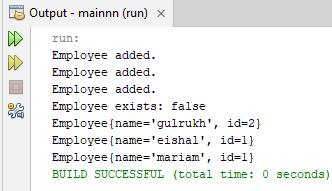 Output - mainnn (run)
run:
Employee added.
Employee added.
Employee added.
Employee exists: false
Employee{name='gulrukh', id=2}
Employee{name='eishal', id=1}
Employee{name='mariam', id=1}
BUILD SUCCESSFUL (total time: 0 seconds)